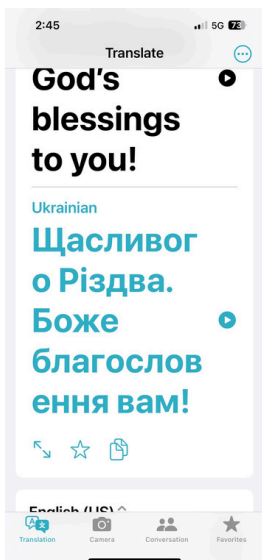 2:45
5G 73
Translate
God's
blessings
to you!
Ukrainian
Щасливог
о Різдва.
Боже
благослов
ення вам!
English (US)
Translation Camera Conversation Favorites